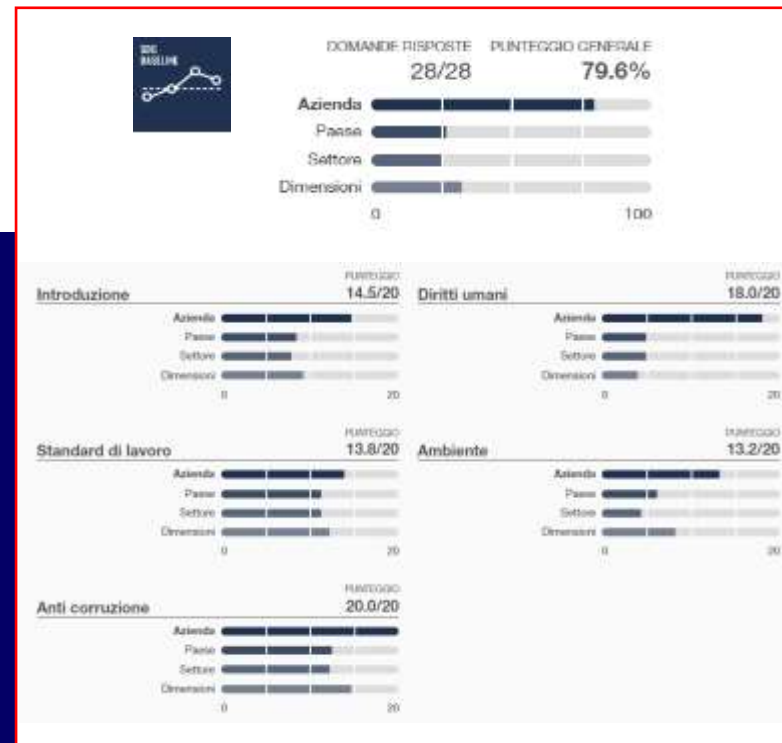 SDG
BASELINE
DOMANDE RISPOSTE PUNTEGGIO GENERALE
28/28 79.6%
Azienda
Paese
Settore
Dimensioni
0 100
PUNTEGGIO
Introduzione 14.5/20
Azienda
Paese
Settore
Dimensioni
0 20
PUNTEGGIO
Diritti umani 18.0/20
Azienda
Paese
Settore
Dimensioni
0 20
PUNTEGGIO
Standard di lavoro 13.8/20
Azienda
Paese
Settore
Dimensioni
0 20
PUNTEGGIO
Ambiente 13.2/20
Azienda
Paese
Settore
Dimensioni
0 20
PUNTEGGIO
Anti corruzione 20.0/20
Azienda
Paese
Settore
Dimensioni
0 20